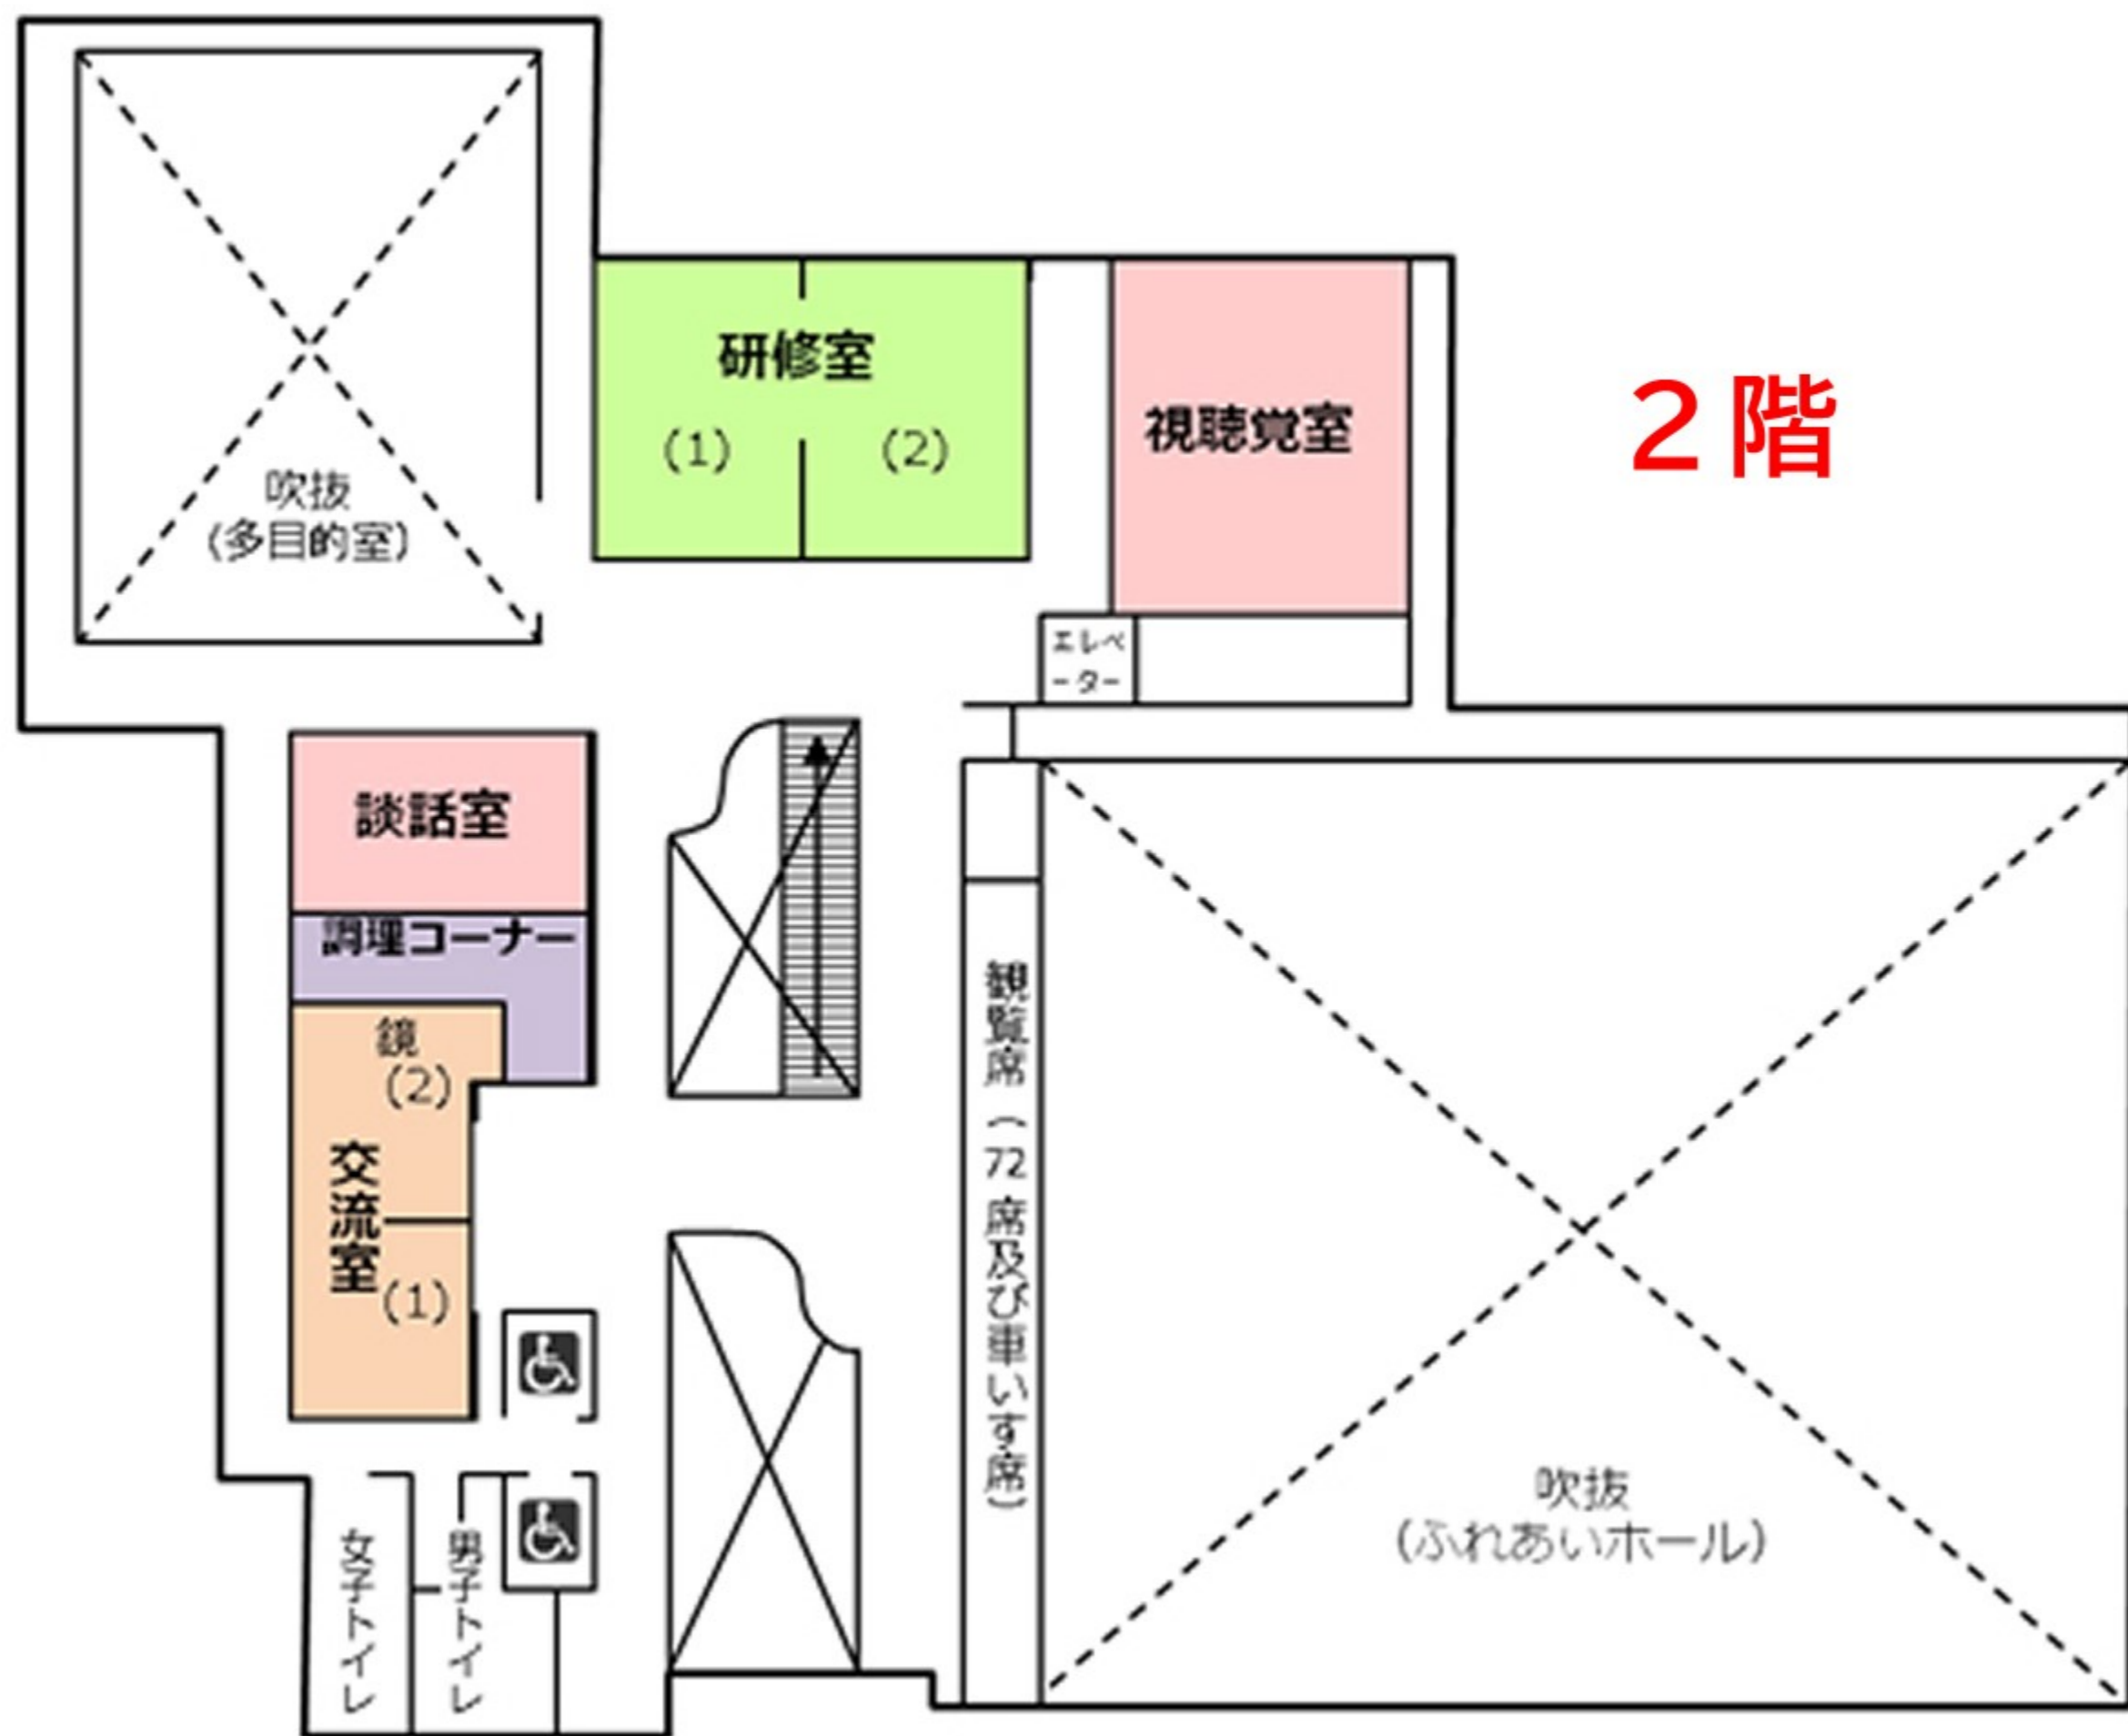 ２階
研修室
(1)
(2)
視聴覚室
吹抜
(多目的室)
エレベ
ーター
談話室
調理コーナー
鏡
(2)
交流室
(1)
観覧席（72席及び車いす席）
吹抜
(ふれあいホール)
女子トイレ
男子トイレ